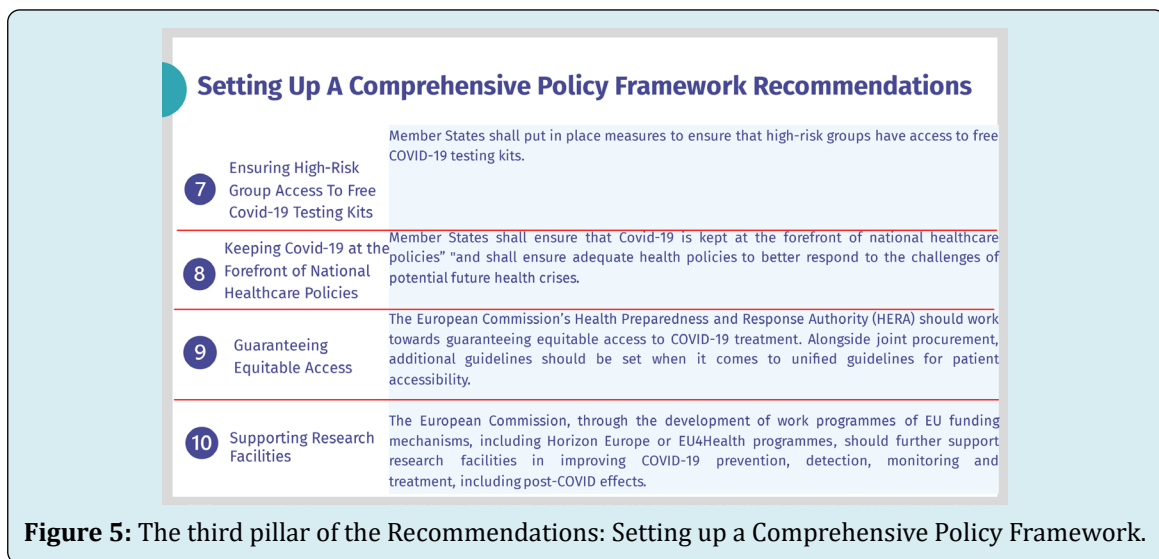 Setting Up A Comprehensive Policy Framework Recommendations
7
Ensuring High-Risk
Group Access To Free
Covid-19 Testing Kits
Member States shall put in place measures to ensure that high-risk groups have access to free
COVID-19 testing kits.
8
Keeping Covid-19 at the
Forefront of National
Healthcare Policies
Member States shall ensure that Covid-19 is kept at the forefront of national healthcare
policies” "and shall ensure adequate health policies to better respond to the challenges of
potential future health crises.
9
Guaranteeing
Equitable Access
The European Commission’s Health Preparedness and Response Authority (HERA) should work
towards guaranteeing equitable access to COVID-19 treatment. Alongside joint procurement,
additional guidelines should be set when it comes to unified guidelines for patient
accessibility.
10
Supporting Research
Facilities
The European Commission, through the development of work programmes of EU funding
mechanisms, including Horizon Europe or EU4Health programmes, should further support
research facilities in improving COVID-19 prevention, detection, monitoring and
treatment, including post-COVID effects.
Figure 5: The third pillar of the Recommendations: Setting up a Comprehensive Policy Framework.